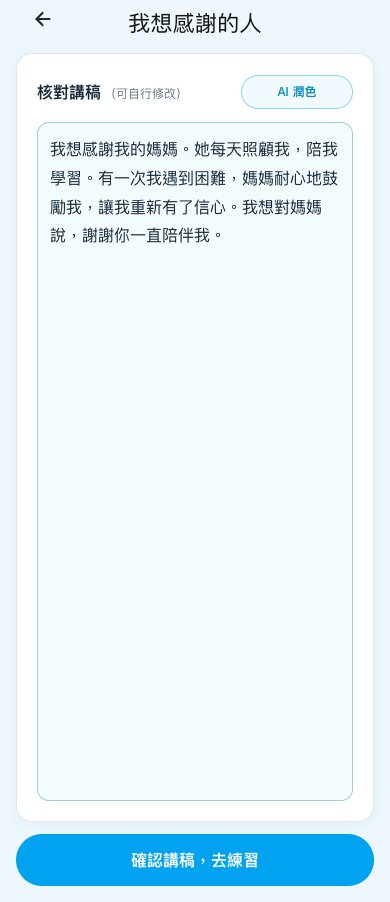 我想感謝的人
核對講稿 (可自行修改)
AI 潤色
我想感謝我的媽媽。她每天照顧我，陪我
學習。有一次我遇到困難，媽媽耐心地鼓
勵我，讓我重新有了信心。我想對媽媽
說，謝謝你一直陪伴我。
確認講稿，去練習